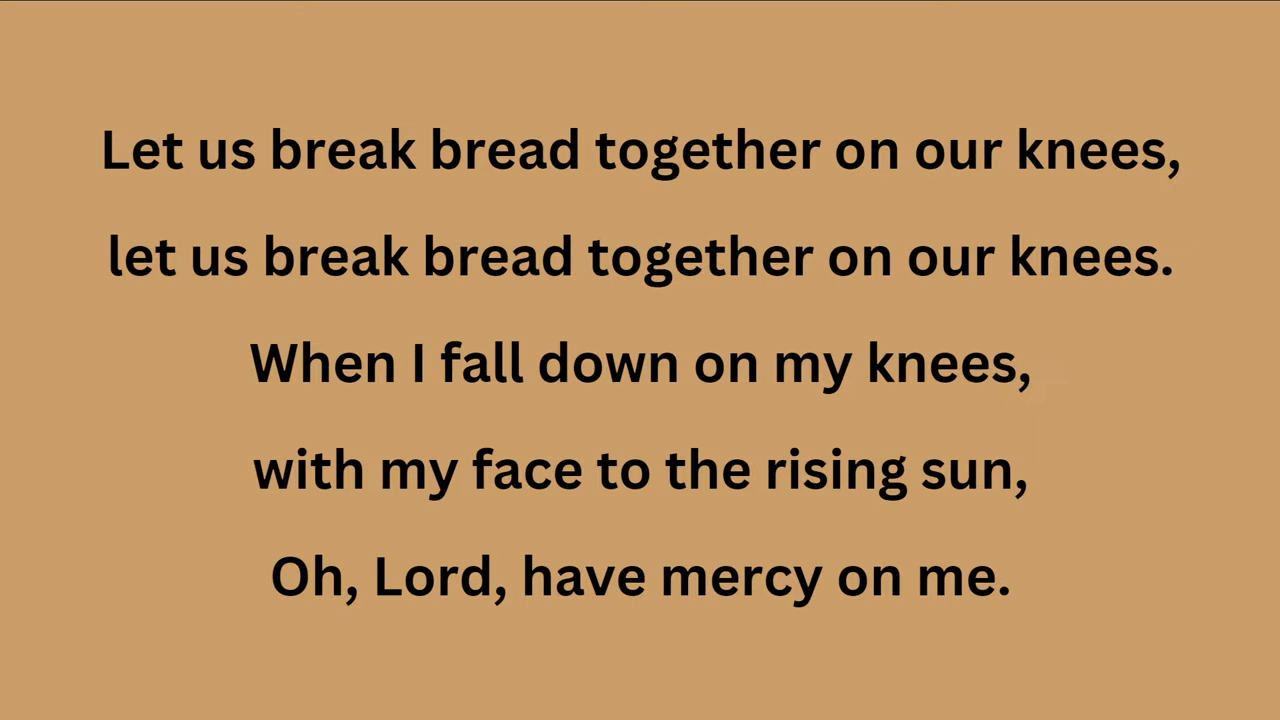 Let us break bread together on our knees,
let us break bread together on our knees.
When I fall down on my knees,
with my face to the rising sun,
Oh, Lord, have mercy on me.